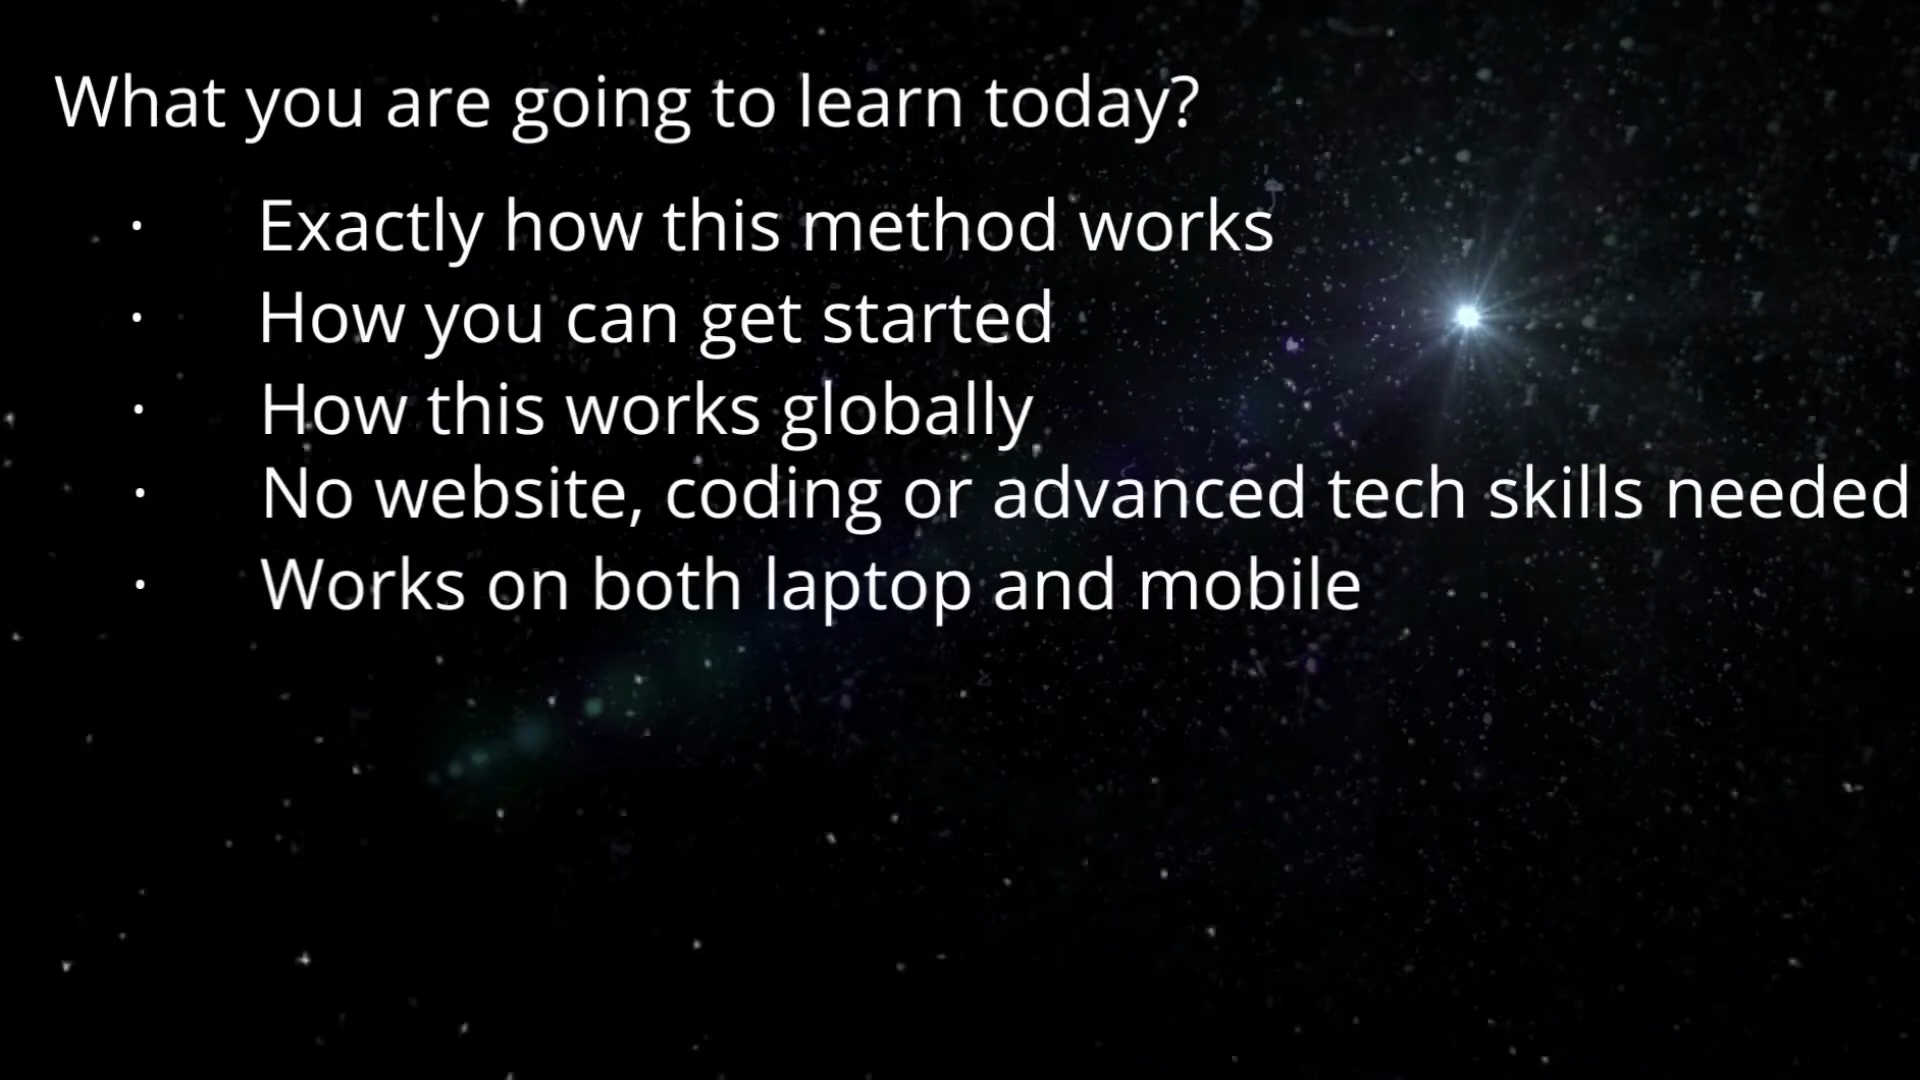 What you are going to learn today?
· Exactly how this method works
· How you can get started
· How this works globally
· No website, coding or advanced tech skills needed
· Works on both laptop and mobile